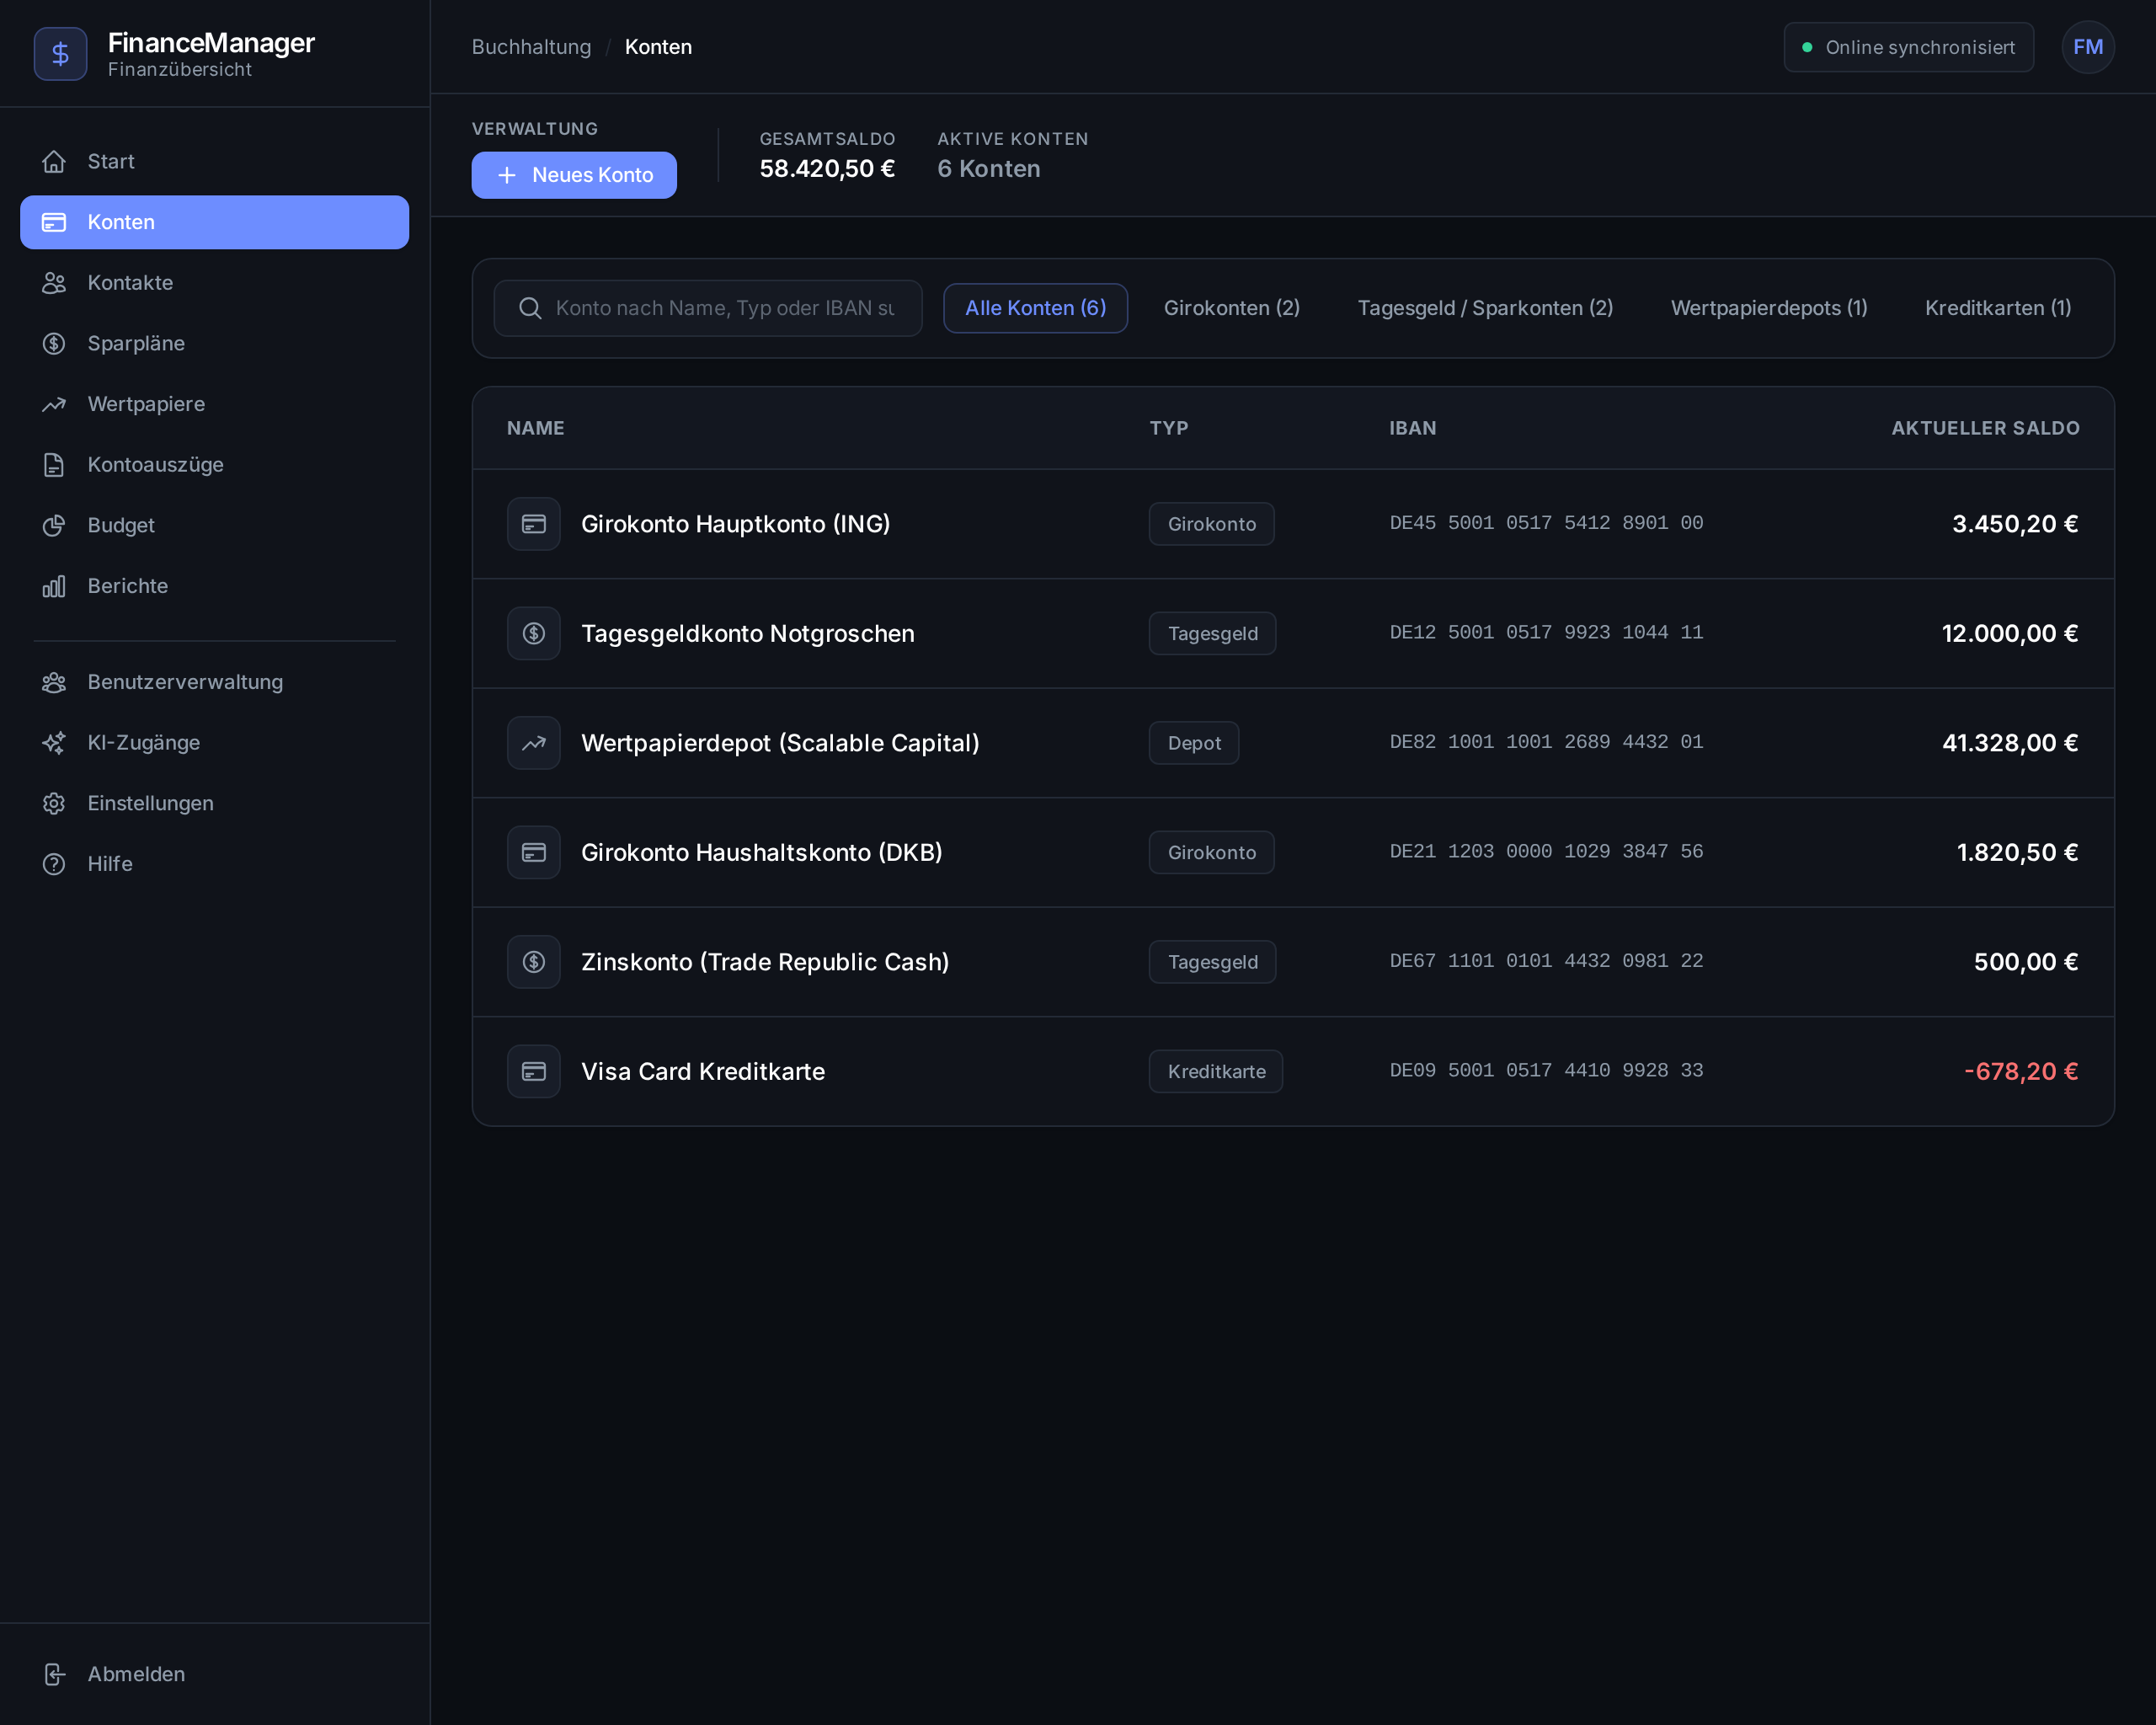 FinanceManager
Finanzübersicht
Start
Konten
Kontakte
Sparpläne
Wertpapiere
Kontoauszüge
Budget
Berichte
Benutzerverwaltung
KI-Zugänge
Einstellungen
Hilfe
Abmelden
Buchhaltung / Konten
Online synchronisiert
FM
VERWALTUNG
Neues Konto
GESAMTSALDO
58.420,50 €
AKTIVE KONTEN
6 Konten
Konto nach Name, Typ oder IBAN su
Alle Konten (6)
Girokonten (2)
Tagesgeld / Sparkonten (2)
Wertpapierdepots (1)
Kreditkarten (1)
NAME TYP IBAN AKTUELLER SALDO
Girokonto Hauptkonto (ING) Girokonto DE45 5001 0517 5412 8901 00 3.450,20 €
Tagesgeldkonto Notgroschen Tagesgeld DE12 5001 0517 9923 1044 11 12.000,00 €
Wertpapierdepot (Scalable Capital) Depot DE82 1001 1001 2689 4432 01 41.328,00 €
Girokonto Haushaltskonto (DKB) Girokonto DE21 1203 0000 1029 3847 56 1.820,50 €
Zinskonto (Trade Republic Cash) Tagesgeld DE67 1101 0101 4432 0981 22 500,00 €
Visa Card Kreditkarte Kreditkarte DE09 5001 0517 4410 9928 33 -678,20 €